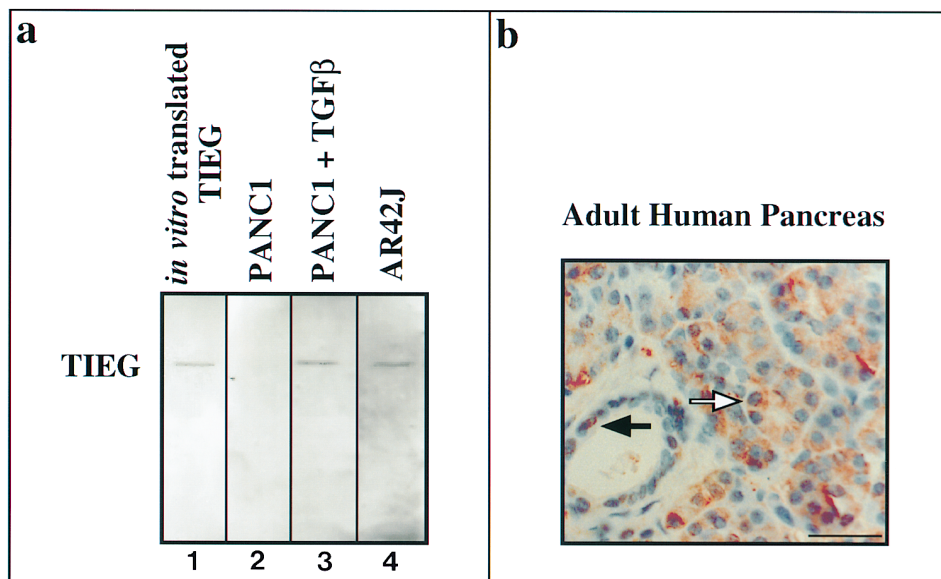 a
in vitro translated
TIEG
PANC1
PANC1 + TGFβ
AR42J
TIEG
1 2 3 4
b
Adult Human Pancreas